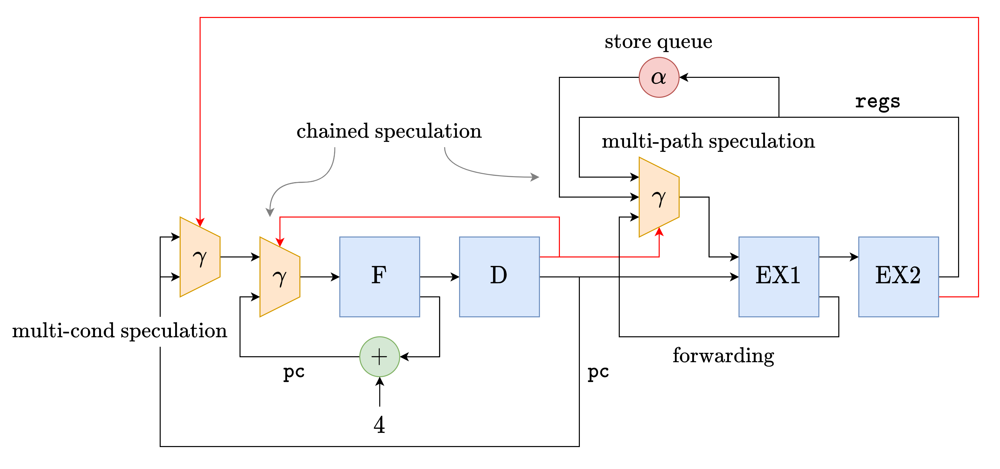 store queue
α
regs
chained speculation
multi-path speculation
γ
γ
γ
F
D
EX1
EX2
multi-cond speculation
+
forwarding
pc
pc
4